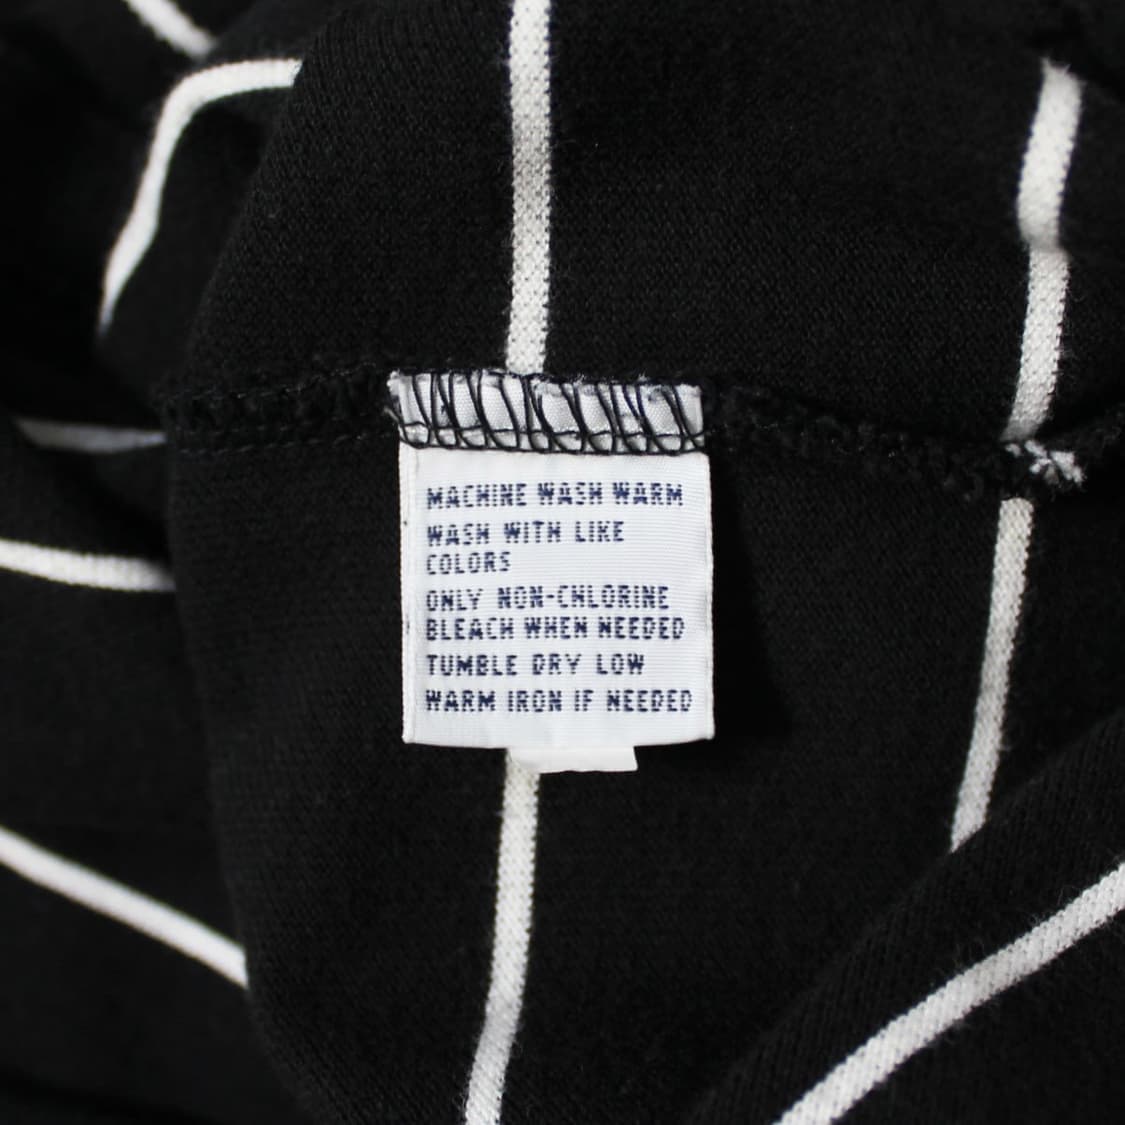 MACHINE WASH WARM
WASH WITH LIKE
COLORS
ONLY NON-CHLORINE
BLEACH WHEN NEEDED
TUMBLE DRY LOW
WARM IRON IF NEEDED